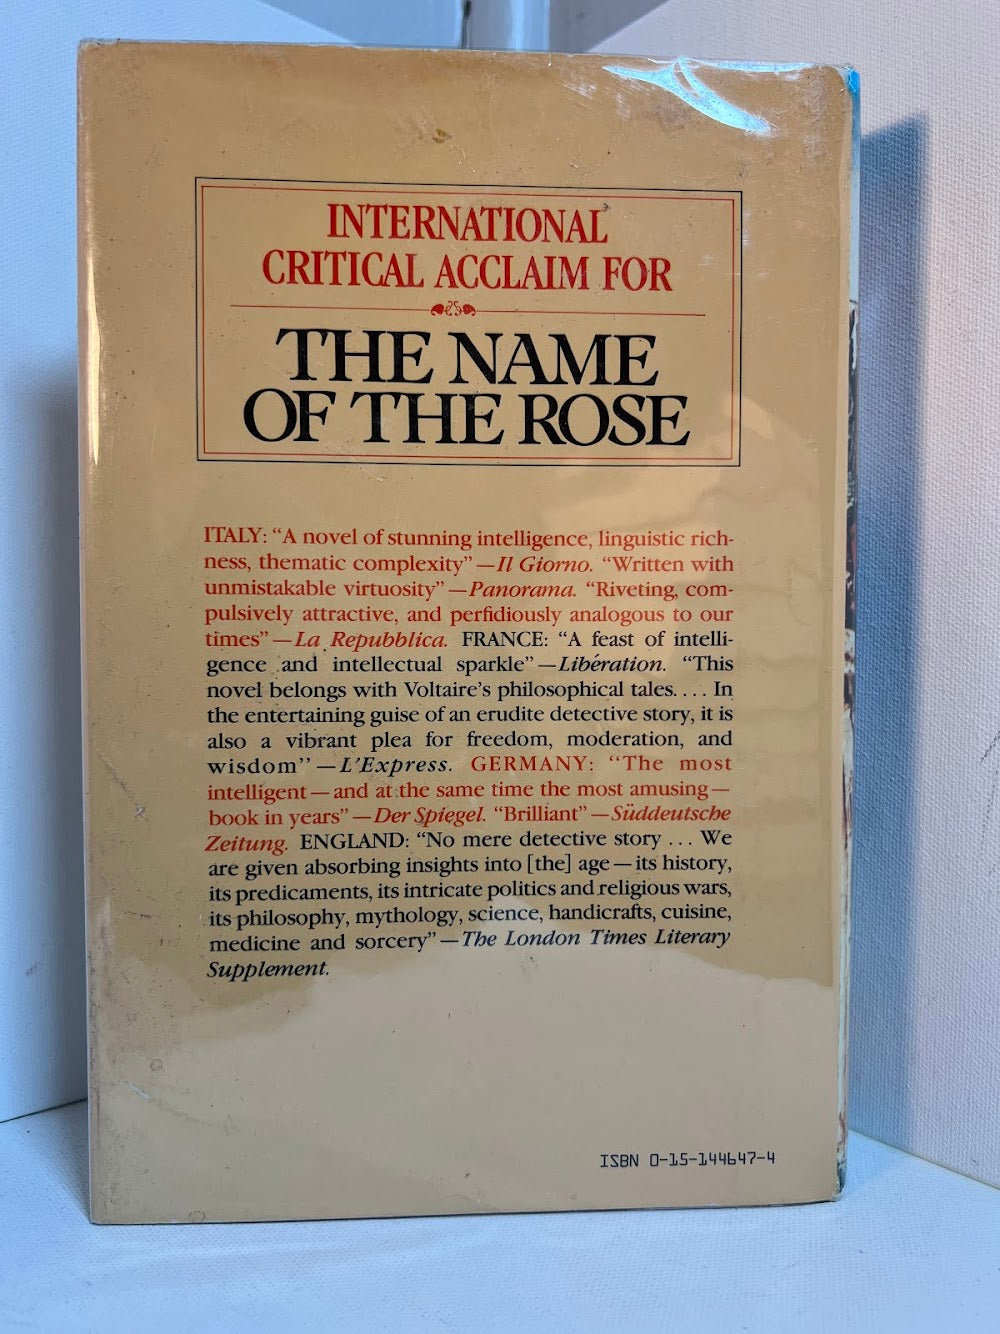 INTERNATIONAL
CRITICAL ACCLAIM FOR
THE NAME
OF THE ROSE
ITALY: “A novel of stunning intelligence, linguistic rich-
ness, thematic complexity”—Il Giorno. “Written with
unmistakable virtuosity”—Panorama. “Riveting, com-
pulsively attractive, and perfidiously analogous to our
times”—La Repubblica. FRANCE: “A feast of intelli-
gence and intellectual sparkle”—Libération. “This
novel belongs with Voltaire’s philosophical tales. . . . In
the entertaining guise of an erudite detective story, it is
also a vibrant plea for freedom, moderation, and
wisdom”—L’Express. GERMANY: “The most
intelligent—and at the same time the most amusing—
book in years”—Der Spiegel. “Brilliant”—Süddeutsche
Zeitung. ENGLAND: “No mere detective story . . . We
are given absorbing insights into [the] age—its history,
its predicaments, its intricate politics and religious wars,
its philosophy, mythology, science, handicrafts, cuisine,
medicine and sorcery”—The London Times Literary
Supplement.
ISBN 0-15-144647-4